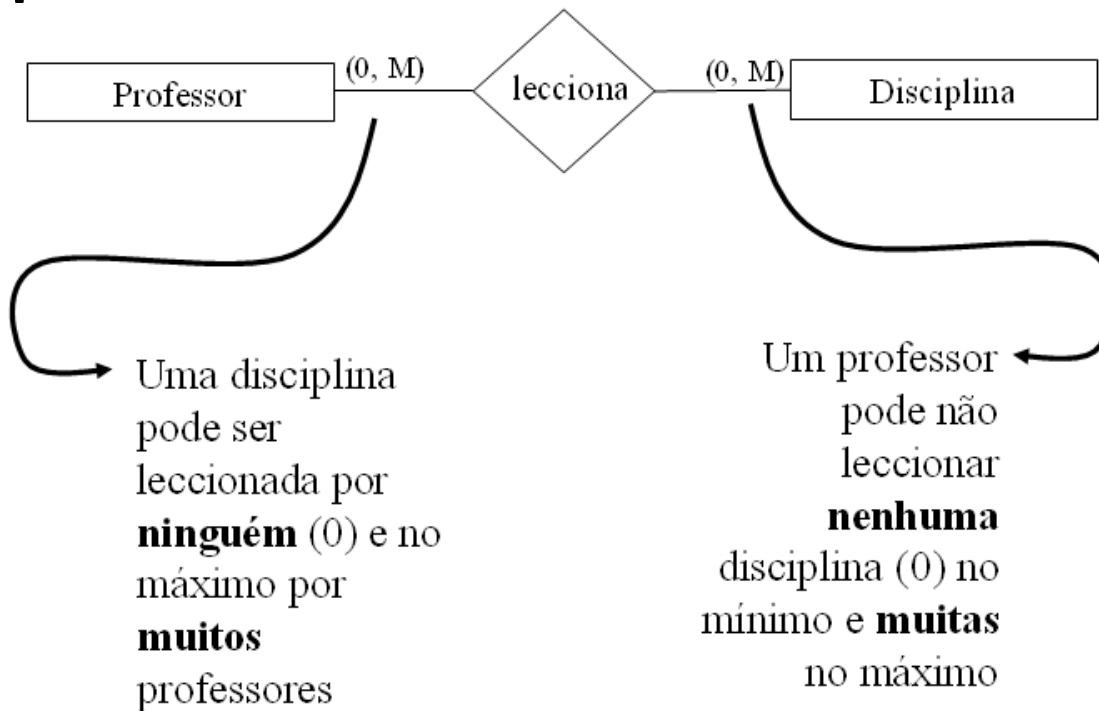 Professor
(0, M)
lecciona
(0, M)
Disciplina
Uma disciplina
pode ser
leccionada por
ninguém (0) e no
máximo por
muitos
professores
Um professor
pode não
leccionar
nenhuma
disciplina (0) no
mínimo e muitas
no máximo